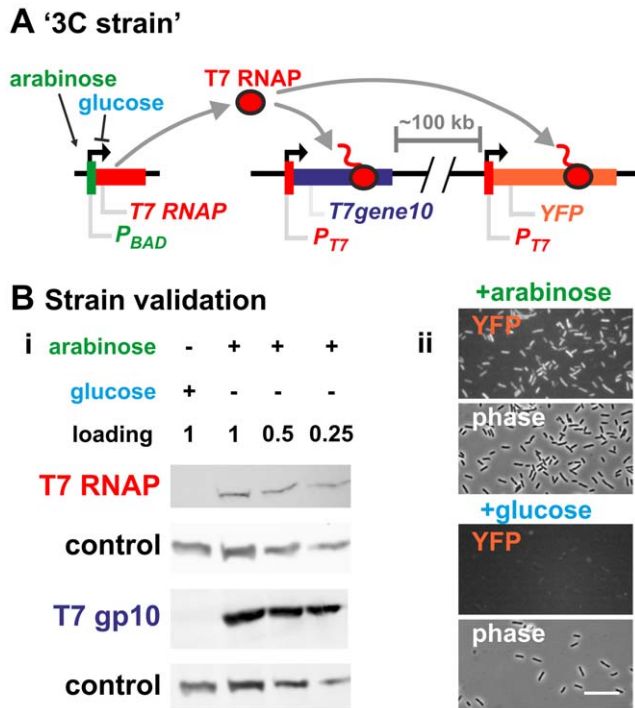 A '3C strain'
arabinose
glucose
T7 RNAP
~100 kb
T7 RNAP
P_BAD
T7gene10
P_T7
YFP
P_T7
B Strain validation
i
arabinose - + + +
glucose + - - -
loading 1 1 0.5 0.25
T7 RNAP
control
T7 gp10
control
ii
+arabinose
YFP
phase
+glucose
YFP
phase